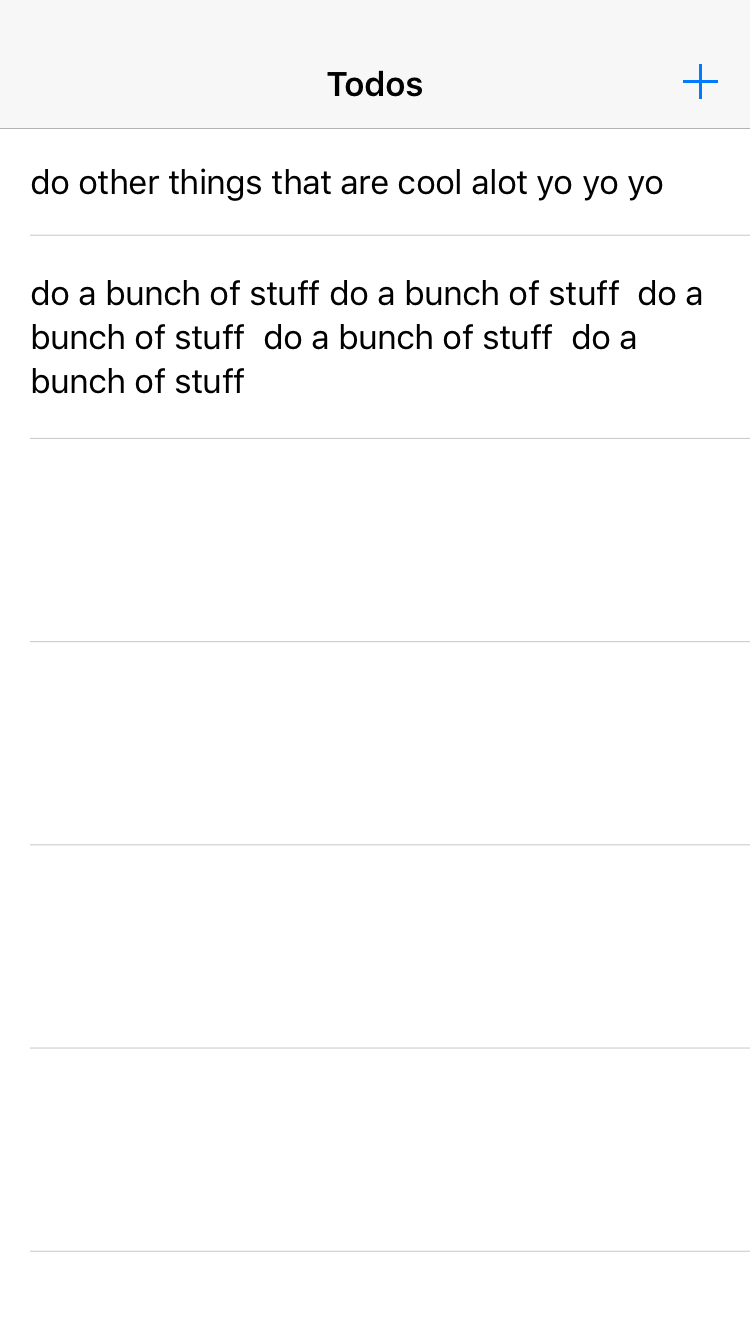 Todos
do other things that are cool alot yo yo yo
do a bunch of stuff do a bunch of stuff  do a
bunch of stuff  do a bunch of stuff  do a
bunch of stuff